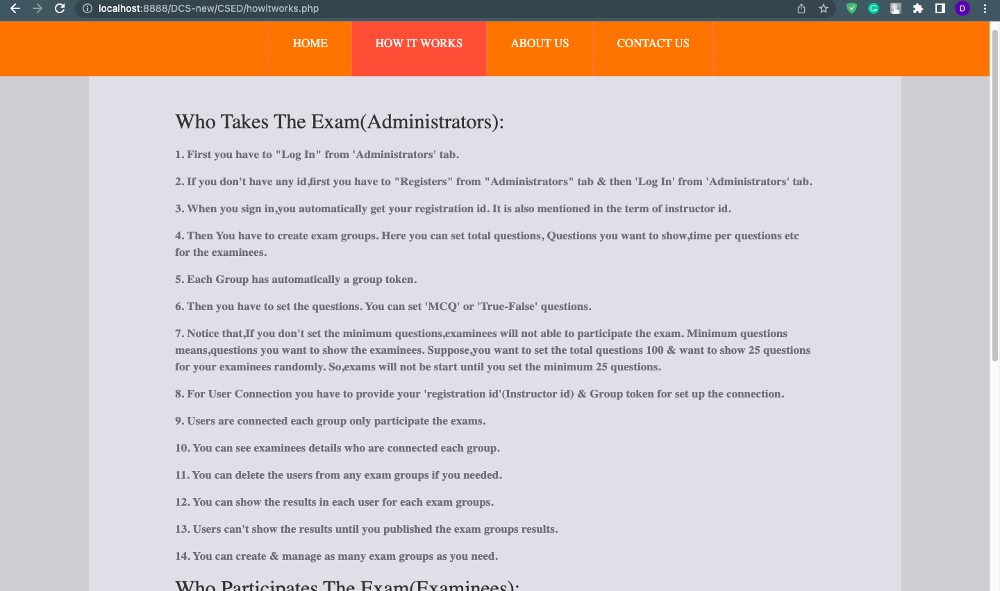 localhost:8888/DCS-new/CSED/howitworks.php
D
HOME
HOW IT WORKS
ABOUT US
CONTACT US
Who Takes The Exam(Administrators):
1. First you have to "Log In" from 'Administrators' tab.
2. If you don't have any id,first you have to "Registers" from "Administrators" tab & then 'Log In' from 'Administrators' tab.
3. When you sign in,you automatically get your registration id. It is also mentioned in the term of instructor id.
4. Then You have to create exam groups. Here you can set total questions, Questions you want to show,time per questions etc
for the examinees.
5. Each Group has automatically a group token.
6. Then you have to set the questions. You can set 'MCQ' or 'True-False' questions.
7. Notice that,If you don't set the minimum questions,examinees will not able to participate the exam. Minimum questions
means,questions you want to show the examinees. Suppose,you want to set the total questions 100 & want to show 25 questions
for your examinees randomly. So,exams will not be start until you set the minimum 25 questions.
8. For User Connection you have to provide your 'registration id'(Instructor id) & Group token for set up the connection.
9. Users are connected each group only participate the exams.
10. You can see examinees details who are connected each group.
11. You can delete the users from any exam groups if you needed.
12. You can show the results in each user for each exam groups.
13. Users can't show the results until you published the exam groups results.
14. You can create & manage as many exam groups as you need.
Who Participates The Exam(Examinees):